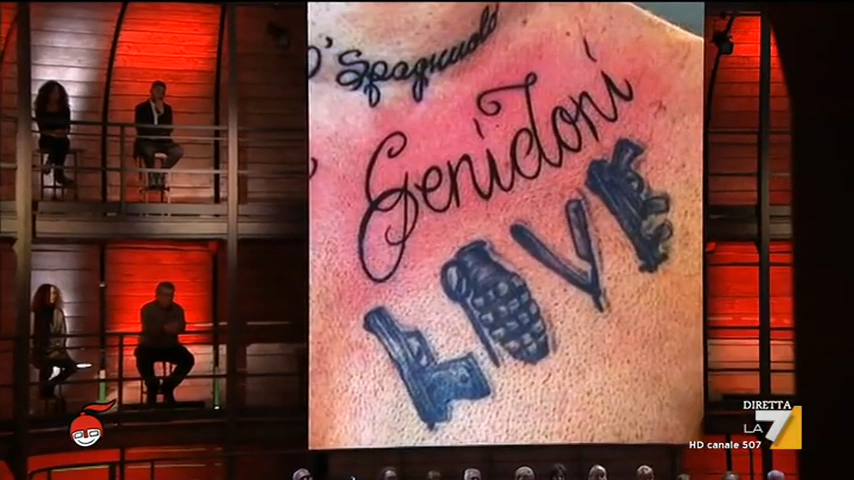 O' Spagnuolo
Genidoni
LOVE
DIRETTA
LA7
HD canale 507